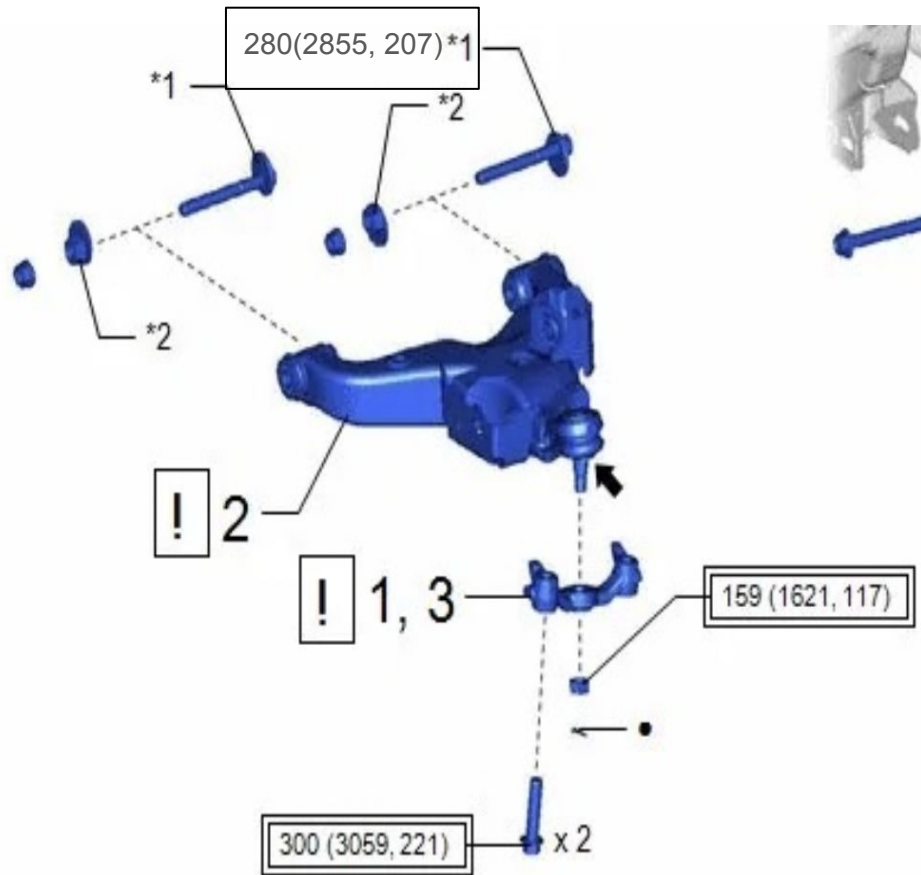 280(2855, 207) *1
*1
*2
*2
! 2
! 1, 3
159 (1621, 117)
•
300 (3059, 221) x 2